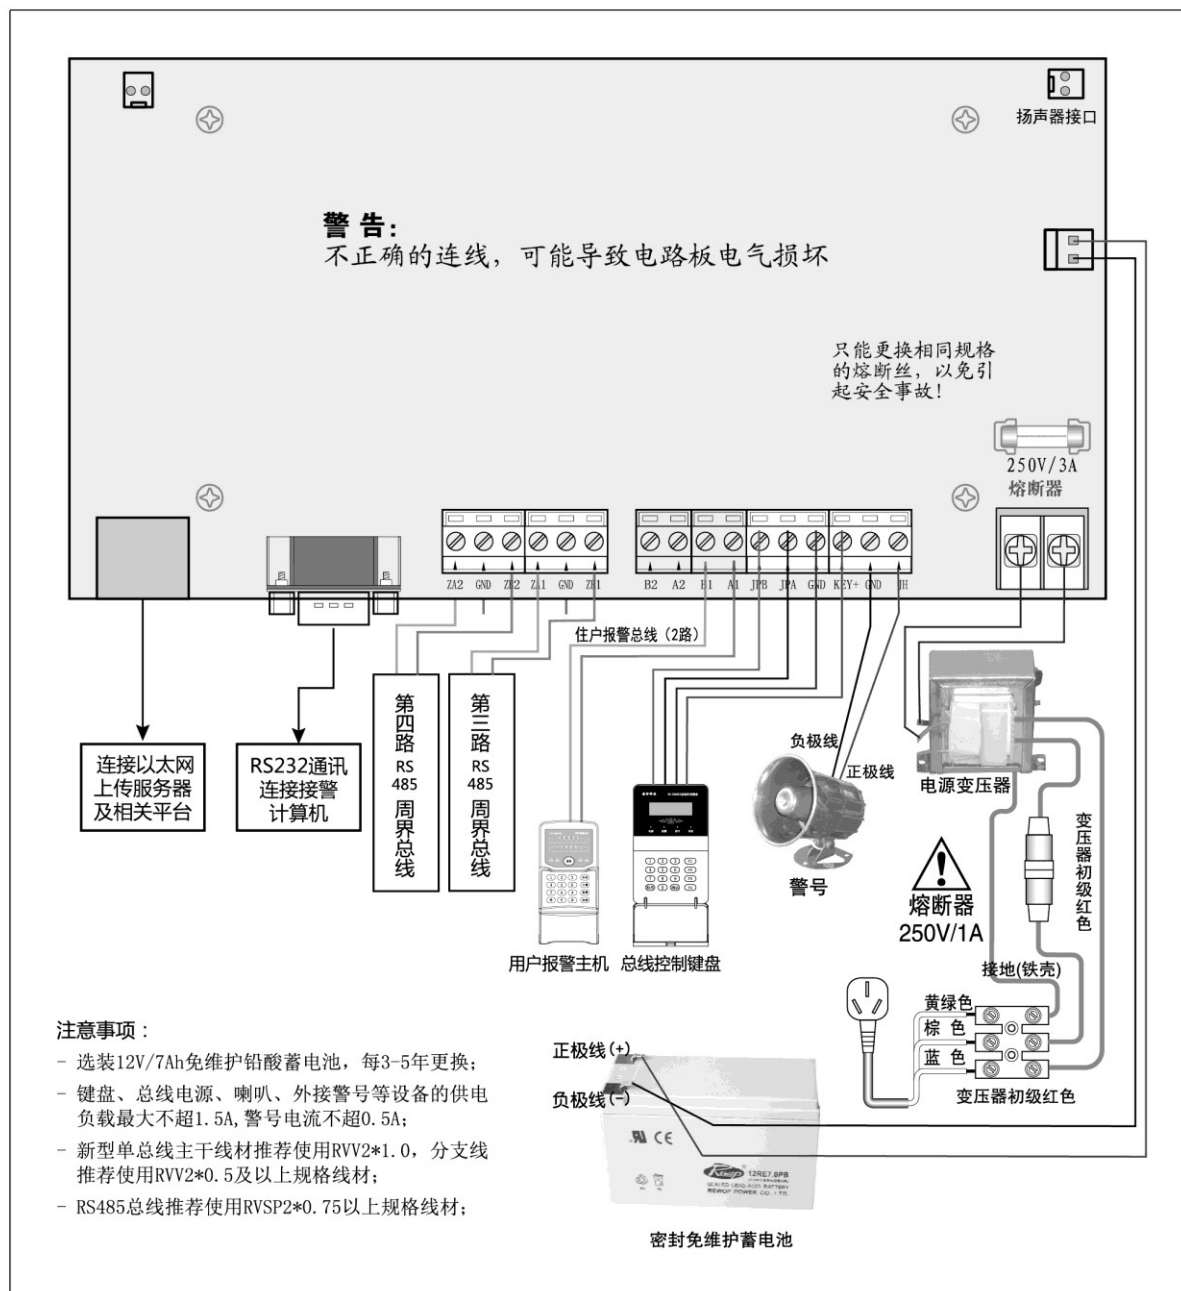 扬声器接口
警 告:
不正确的连线，可能导致电路板电气损坏
只能更换相同规格
的熔断丝，以免引
起安全事故！
250V/3A
熔断器
ZA2 GND ZB2 ZA1 GND ZB1 B2 A2 B1 A1 JPB JPA GND KEY+ GND JH
住户报警总线（2路）
连接以太网
上传服务器
及相关平台
RS232通讯
连接接警
计算机
第四路 RS 485 周界总线
第三路 RS 485 周界总线
负极线
正极线
警号
电源变压器
变压器初级红色
熔断器
250V/1A
用户报警主机
总线控制键盘
接地(铁壳)
黄绿色
棕 色
蓝 色
变压器初级红色
注意事项：
- 选装12V/7Ah免维护铅酸蓄电池，每3-5年更换；
- 键盘、总线电源、喇叭、外接警号等设备的供电
负载最大不超1.5A,警号电流不超0.5A；
- 新型单总线主干线材推荐使用RVV2*1.0，分支线
推荐使用RVV2*0.5及以上规格线材；
- RS485总线推荐使用RVSP2*0.75以上规格线材；
正极线(+)
负极线(-)
CE
Rewop
12RE7.0PB
SEALED LEAD ACID BATTERY
REWOP POWER CO., LTD.
密封免维护蓄电池